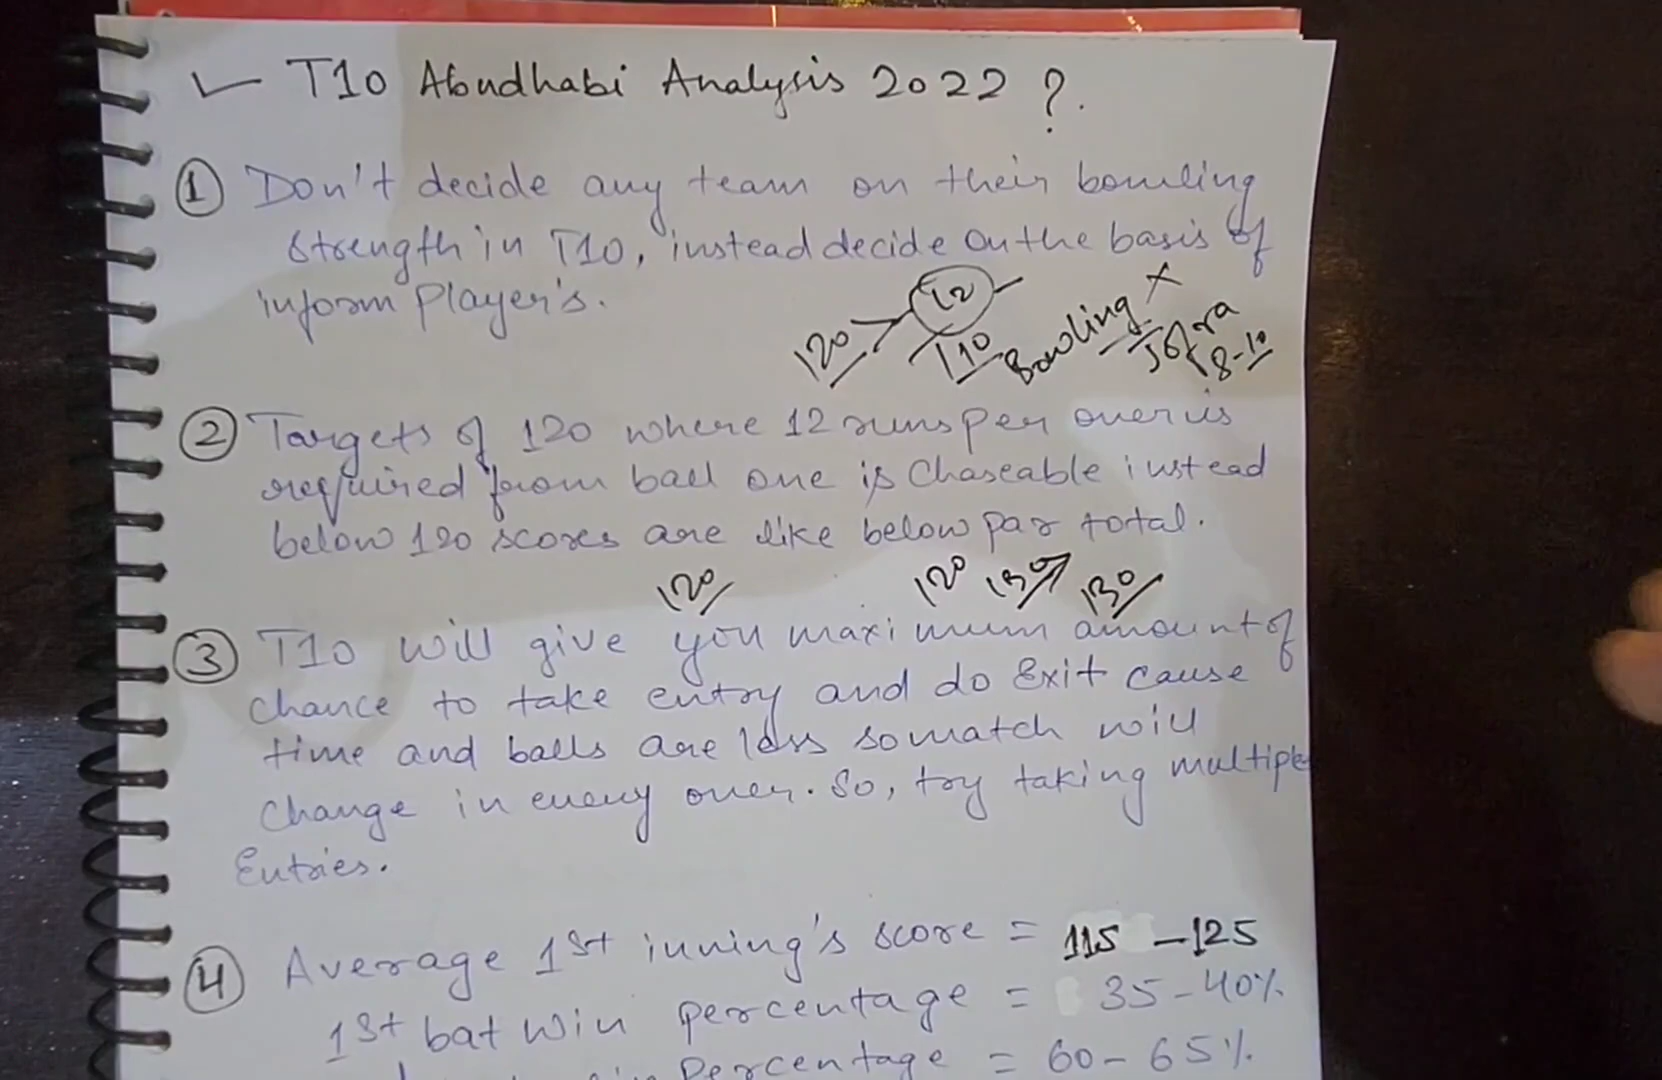 T10 Abudhabi Analysis 2022 ?.
1 Don't decide any team on their bowling
strength in T10, instead decide on the basis of
inform player's.
120 12
T10 Bowling X
Jofra
8-10
2 Targets of 120 where 12 runs per over is
required from ball one is Chaseable instead
below 120 scores are like below par total.
120 120 130 130
3 T10 will give you maximum amount of
chance to take entry and do Exit cause
time and balls are less so match will
change in every over. So, try taking multiple
Entries.
4 Average 1st inning's score = 115 - 125
1st bat win percentage = 35-40%
percentage = 60-65%